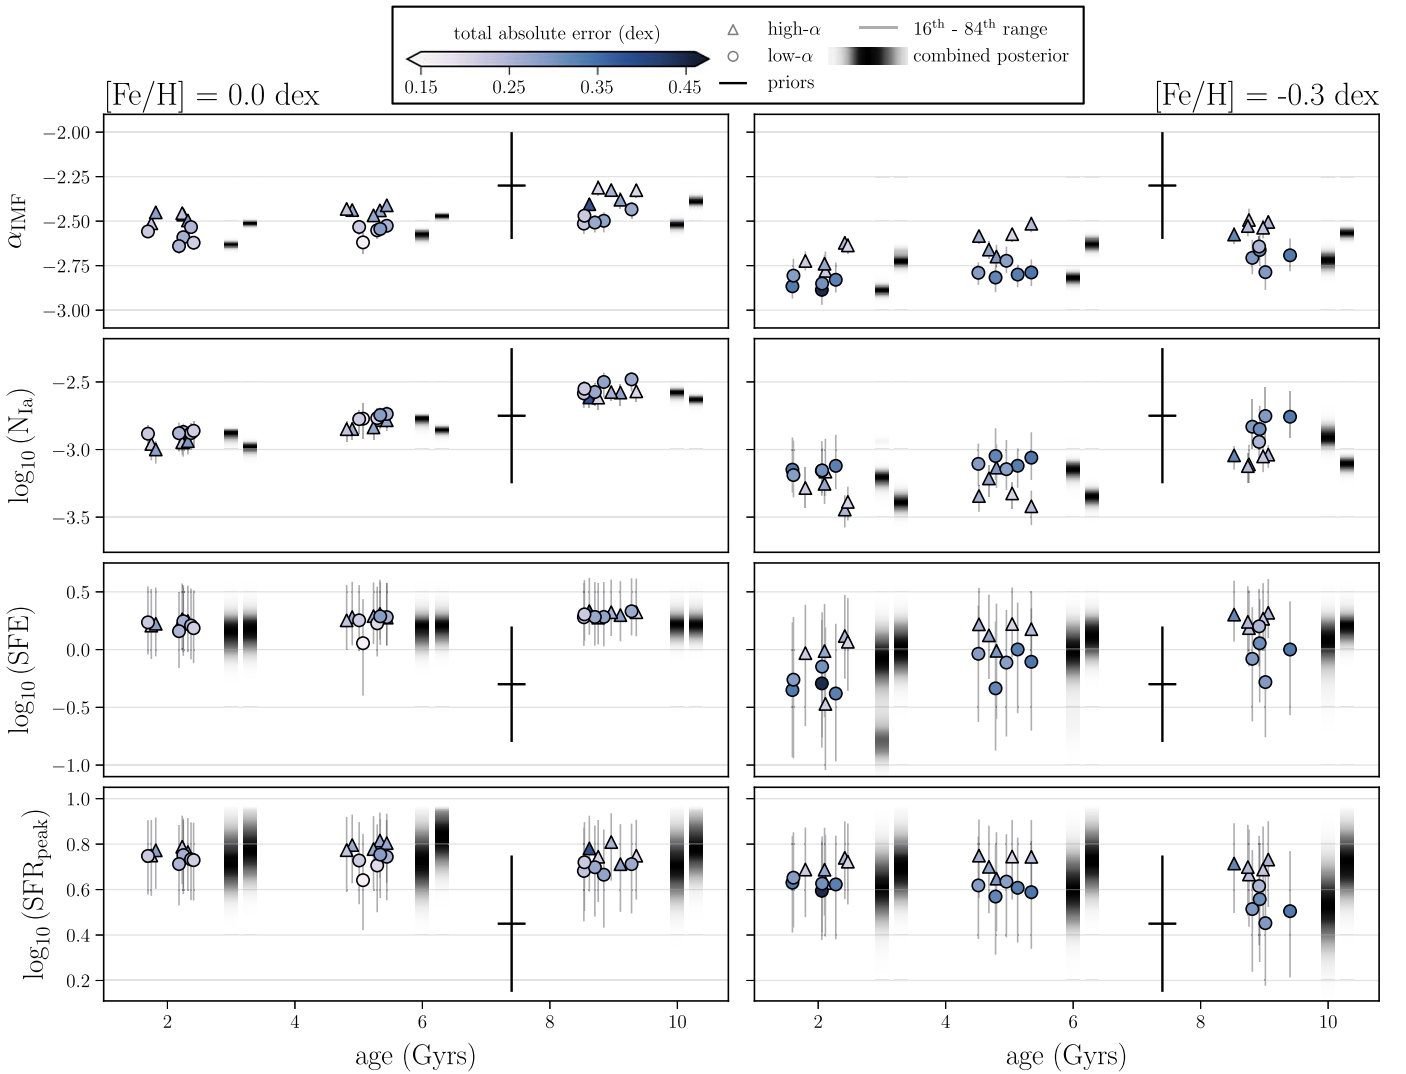 total absolute error (dex)
0.15 0.25 0.35 0.45
high-α
low-α
priors
16th - 84th range
combined posterior
[Fe/H] = 0.0 dex
[Fe/H] = -0.3 dex
αIMF
−2.00
−2.25
−2.50
−2.75
−3.00
log10(NIa)
−2.5
−3.0
−3.5
log10(SFE)
0.5
0.0
−0.5
−1.0
log10(SFRpeak)
1.0
0.8
0.6
0.4
0.2
2 4 6 8 10
2 4 6 8 10
age (Gyrs)
age (Gyrs)